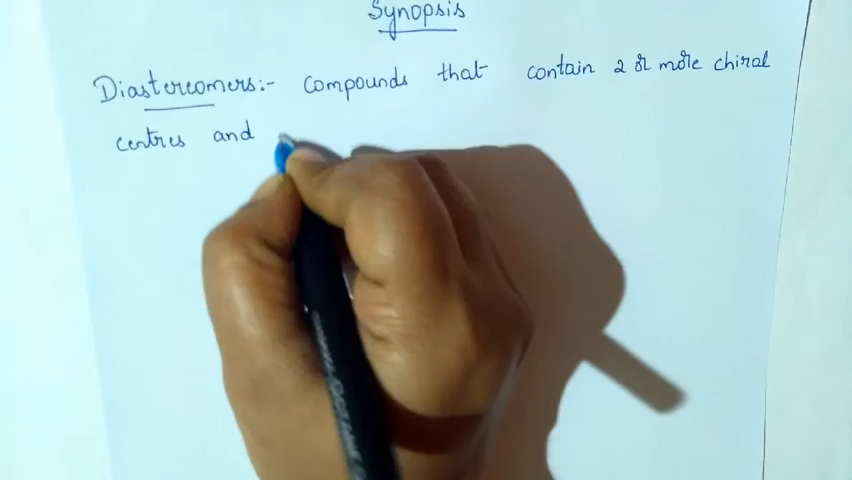 Synopsis
Diastereomers:- compounds that contain 2 or more chiral
centres and